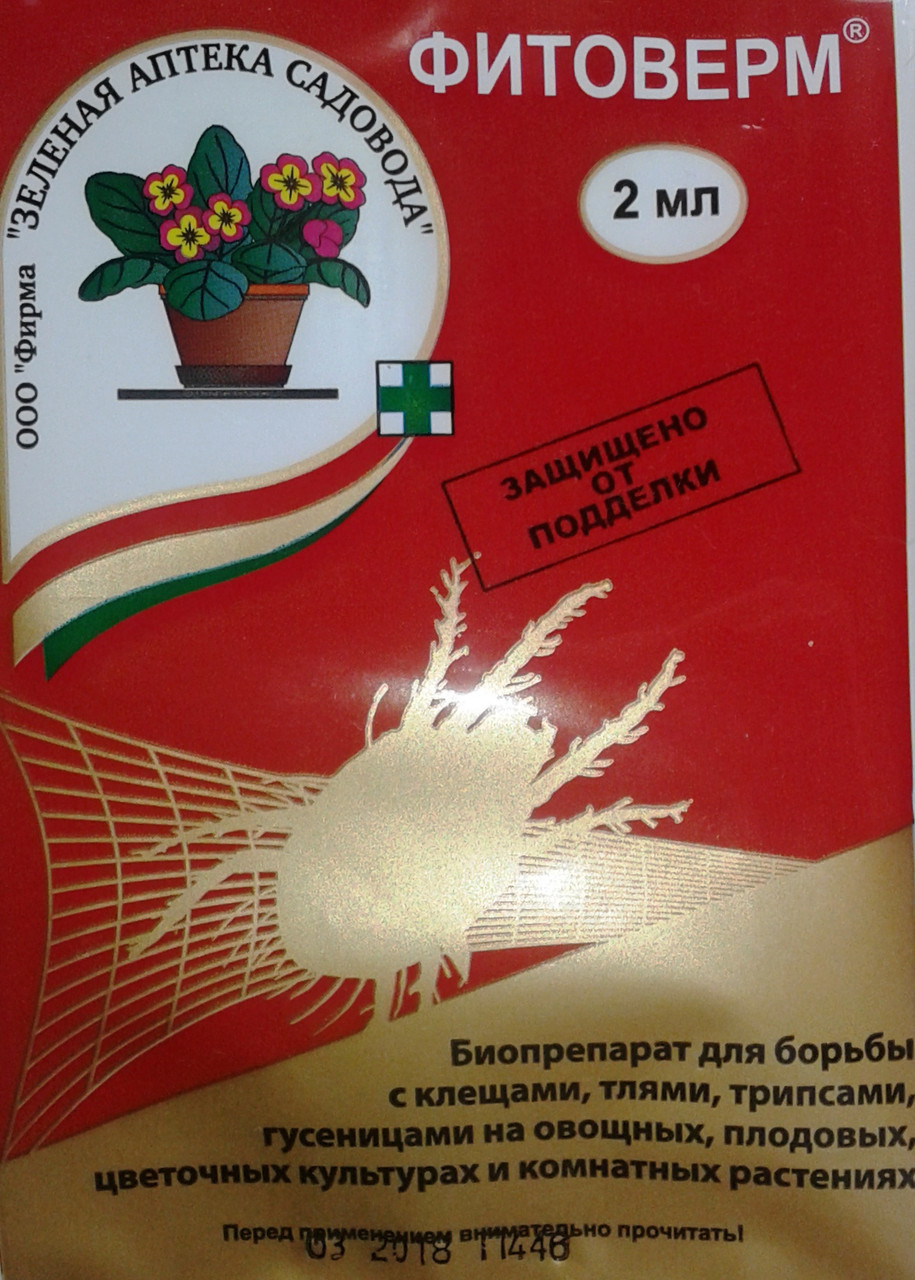 ФИТОВЕРМ®
ООО "Фирма "ЗЕЛЕНАЯ АПТЕКА САДОВОДА"
2 мл
ЗАЩИЩЕНО
ОТ
ПОДДЕЛКИ
Биопрепарат для борьбы
с клещами, тлями, трипсами,
гусеницами на овощных, плодовых,
цветочных культурах и комнатных растениях
Перед применением внимательно прочитать!
03 2018